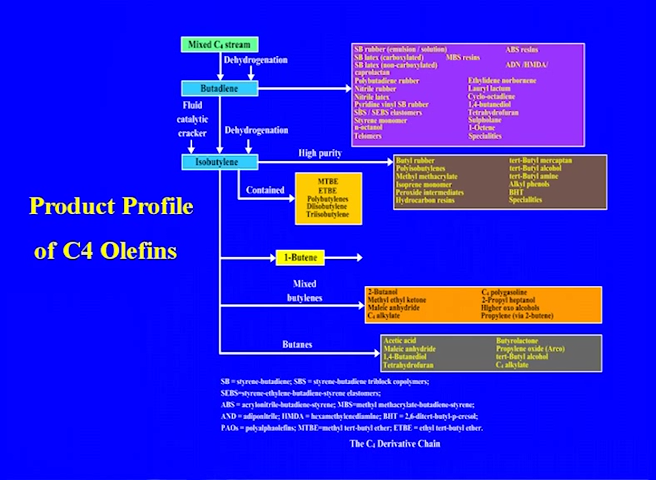 Mixed C4 stream
Dehydrogenation
Butadiene
SB rubber (emulsion / solution) ABS resins
SB latex (carboxylated) MBS resins
SB latex (non-carboxylated) ADN /HMDA/
caprolactan
Polybutadiene rubber Ethylidene norbornene
Nitrile rubber Lauryl lactum
Nitrile latex Cyclo-octadiene
Pyridine vinyl SB rubber 1,4-butanediol
SBS / SEBS elastomers Tetrahydrofuran
Styrene monomer Sulpholane
n-octanol 1-Octene
Telomers Specialities
Fluid
catalytic
cracker
Dehydrogenation
Isobutylene
High purity
Butyl rubber tert-Butyl mercaptan
Polyisobutylenes tert-Butyl alcohol
Methyl methacrylate tert-Butyl amine
Isoprene monomer Alkyl phenols
Peroxide intermediates BHT
Hydrocarbon resins Specialities
Contained
MTBE
ETBE
Polybutylenes
Diisobutylene
Triisobutylene
Product Profile
of C4 Olefins
1-Butene
Mixed
butylenes
2-Butanol C4 polygasoline
Methyl ethyl ketone 2-Propyl heptanol
Maleic anhydride Higher oxo alcohols
C4 alkylate Propylene (via 2-butene)
Butanes
Acetic acid Butyrolactone
Maleic anhydride Propylene oxide (Arco)
1,4-Butanediol tert-Butyl alcohol
Tetrahydrofuran C4 alkylate
SB = styrene-butadiene; SBS = styrene-butadiene triblock copolymers;
SEBS=styrene-ethylene-butadiene-styrene elastomers;
ABS = acrylonitrile-butadiene-styrene; MBS=methyl methacrylate-butadiene-styrene;
AND = adiponitrile; HMDA = hexamethylenediamine; BHT = 2,6-ditert-butyl-p-cresol;
PAOs = polyalphaolefins; MTBE=methyl tert-butyl ether; ETBE = ethyl tert-butyl ether.
The C4 Derivative Chain